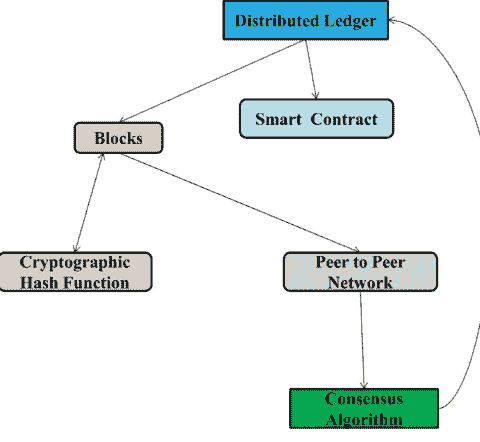 Distributed Ledger
Smart Contract
Blocks
Cryptographic
Hash Function
Peer to Peer
Network
Consensus
Algorithm